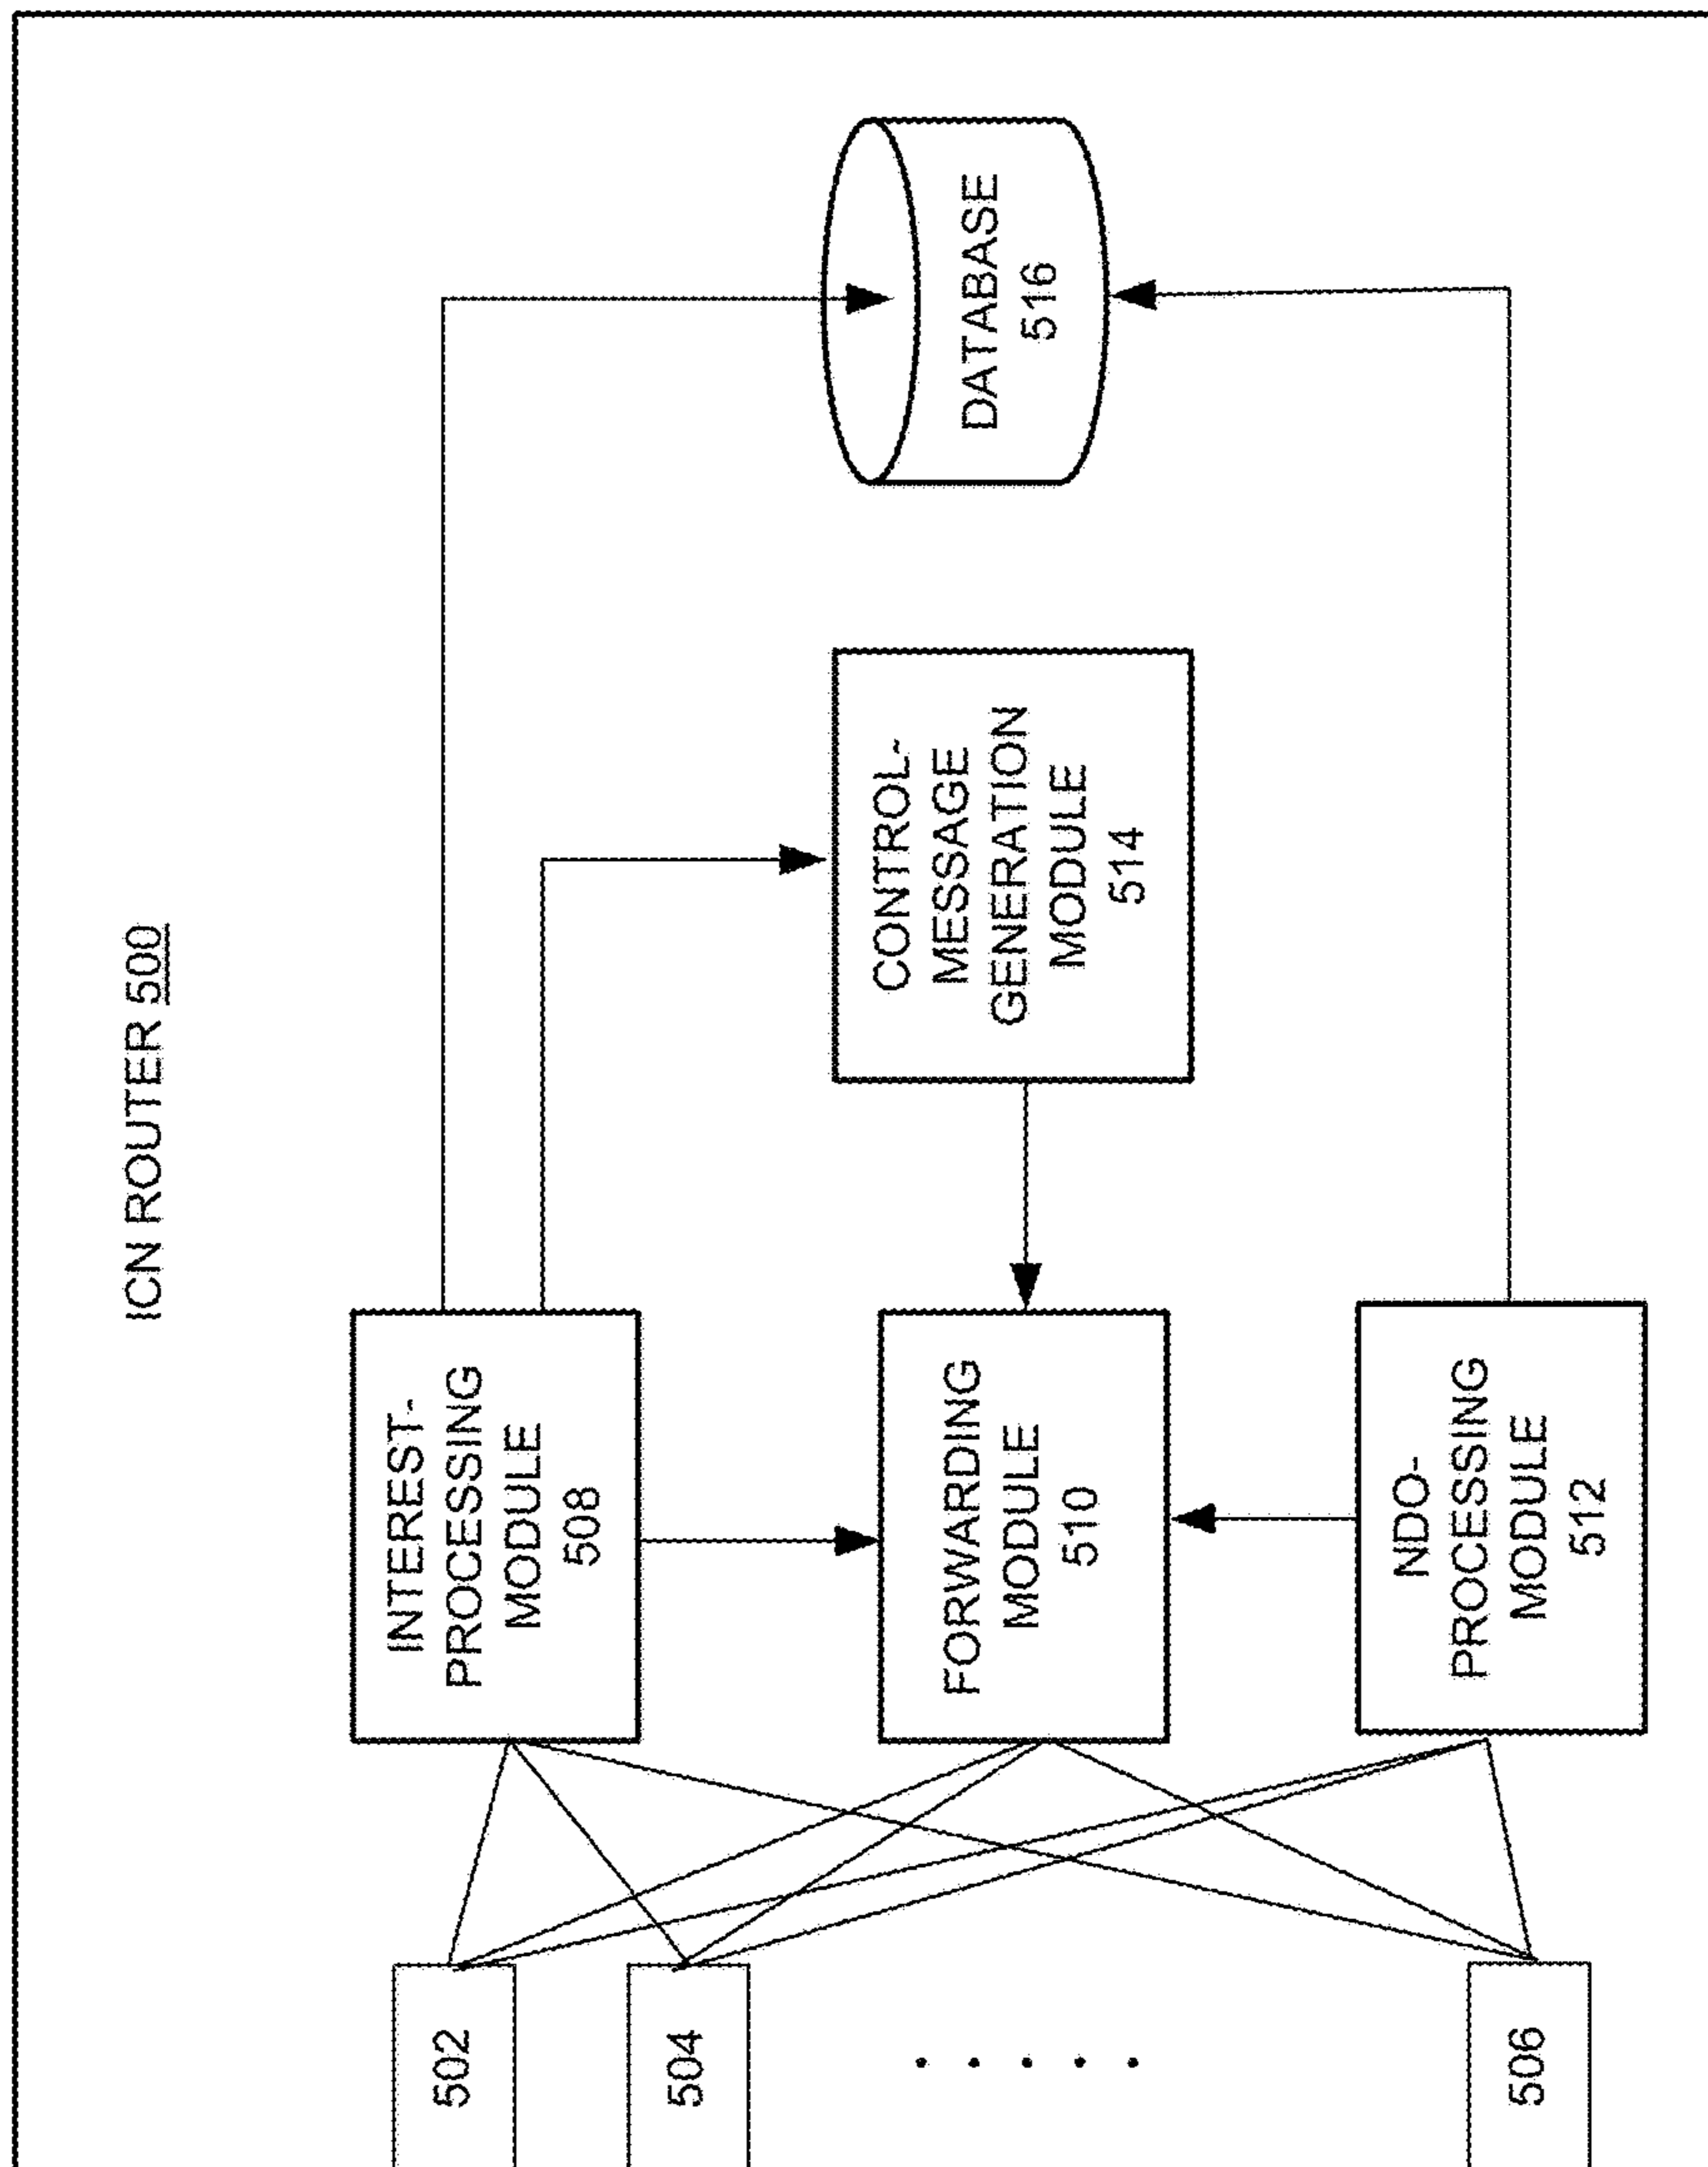 ICN ROUTER 500
502
504
506
INTEREST-
PROCESSING
MODULE
508
FORWARDING
MODULE
510
NDO-
PROCESSING
MODULE
512
CONTROL-
MESSAGE
GENERATION
MODULE
514
DATABASE
516